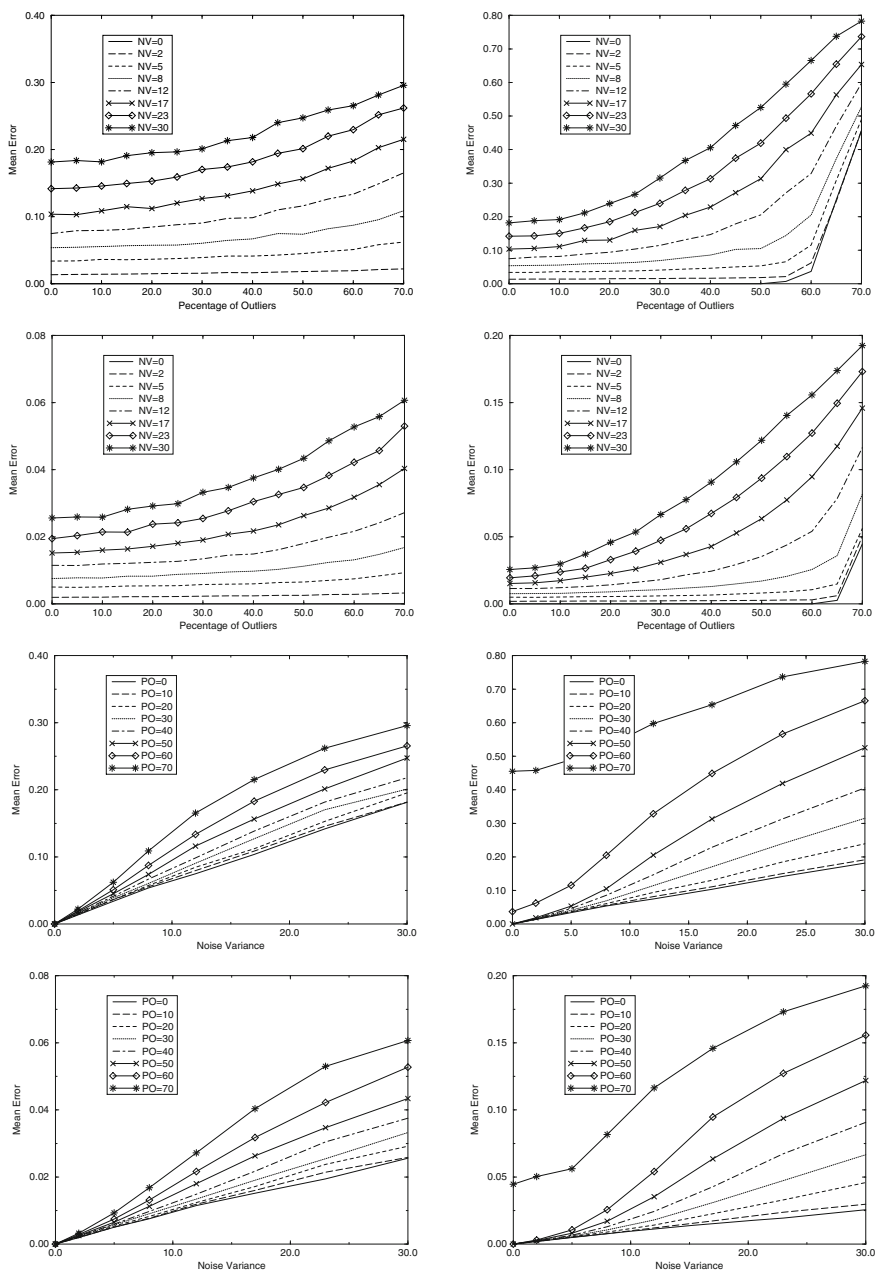 0.40
0.30
0.20
0.10
0.00
Mean Error
NV=0
NV=2
NV=5
NV=8
NV=12
NV=17
NV=23
NV=30
0.0 10.0 20.0 30.0 40.0 50.0 60.0 70.0
Pecentage of Outliers
0.80
0.70
0.60
0.50
0.40
0.30
0.20
0.10
0.00
Mean Error
NV=0
NV=2
NV=5
NV=8
NV=12
NV=17
NV=23
NV=30
0.0 10.0 20.0 30.0 40.0 50.0 60.0 70.0
Pecentage of Outliers
0.08
0.06
0.04
0.02
0.00
Mean Error
NV=0
NV=2
NV=5
NV=8
NV=12
NV=17
NV=23
NV=30
0.0 10.0 20.0 30.0 40.0 50.0 60.0 70.0
Pecentage of Outliers
0.20
0.15
0.10
0.05
0.00
Mean Error
NV=0
NV=2
NV=5
NV=8
NV=12
NV=17
NV=23
NV=30
0.0 10.0 20.0 30.0 40.0 50.0 60.0 70.0
Pecentage of Outliers
0.40
0.30
0.20
0.10
0.00
Mean Error
PO=0
PO=10
PO=20
PO=30
PO=40
PO=50
PO=60
PO=70
0.0 10.0 20.0 30.0
Noise Variance
0.80
0.70
0.60
0.50
0.40
0.30
0.20
0.10
0.00
Mean Error
PO=0
PO=10
PO=20
PO=30
PO=40
PO=50
PO=60
PO=70
0.0 5.0 10.0 15.0 20.0 25.0 30.0
Noise Variance
0.08
0.06
0.04
0.02
0.00
Mean Error
PO=0
PO=10
PO=20
PO=30
PO=40
PO=50
PO=60
PO=70
0.0 10.0 20.0 30.0
Noise Variance
0.20
0.15
0.10
0.05
0.00
Mean Error
PO=0
PO=10
PO=20
PO=30
PO=40
PO=50
PO=60
PO=70
0.0 10.0 20.0 30.0
Noise Variance